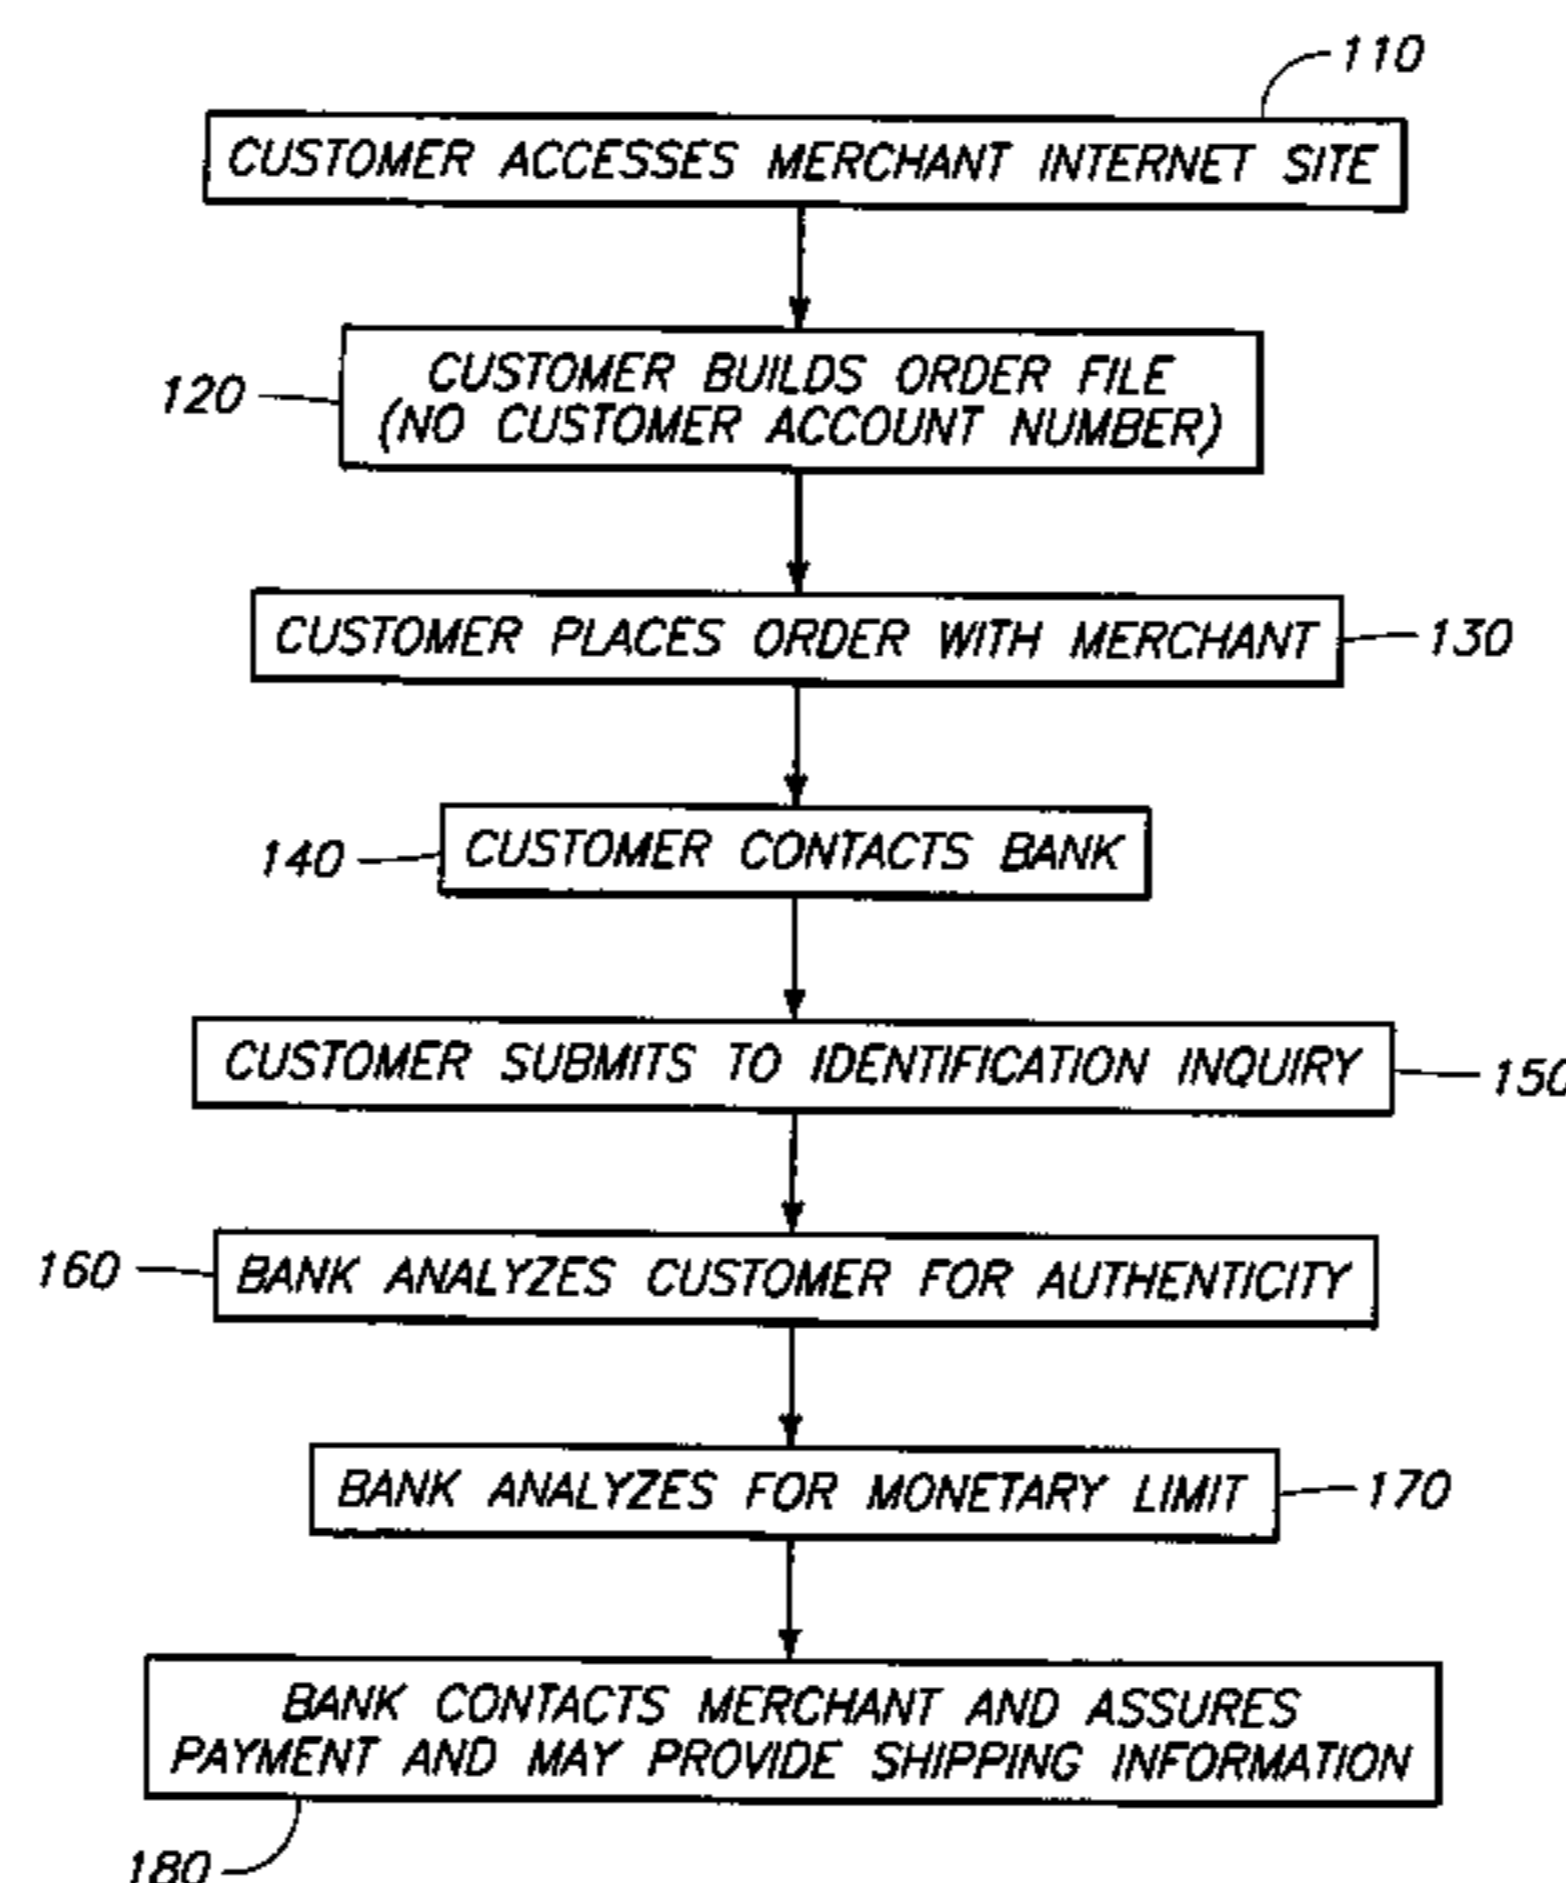 110
CUSTOMER ACCESSES MERCHANT INTERNET SITE
120
CUSTOMER BUILDS ORDER FILE
(NO CUSTOMER ACCOUNT NUMBER)
CUSTOMER PLACES ORDER WITH MERCHANT
130
140
CUSTOMER CONTACTS BANK
CUSTOMER SUBMITS TO IDENTIFICATION INQUIRY
150
160
BANK ANALYZES CUSTOMER FOR AUTHENTICITY
BANK ANALYZES FOR MONETARY LIMIT
170
BANK CONTACTS MERCHANT AND ASSURES
PAYMENT AND MAY PROVIDE SHIPPING INFORMATION
180